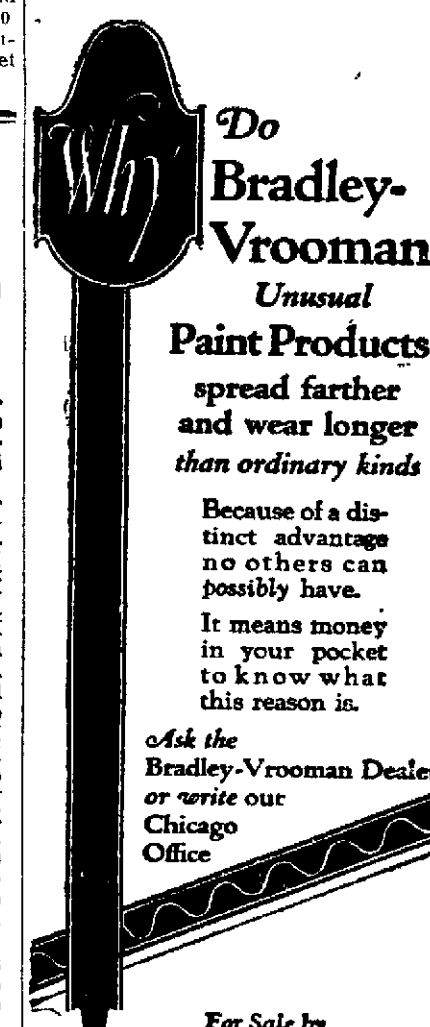 Why
Do
Bradley-
Vrooman
Unusual
Paint Products
spread farther
and wear longer
than ordinary kinds
Because of a dis-
tinct advantage
no others can
possibly have.
It means money
in your pocket
to know what
this reason is.
Ask the
Bradley-Vrooman Deale
or write our
Chicago
Office
For Sale by